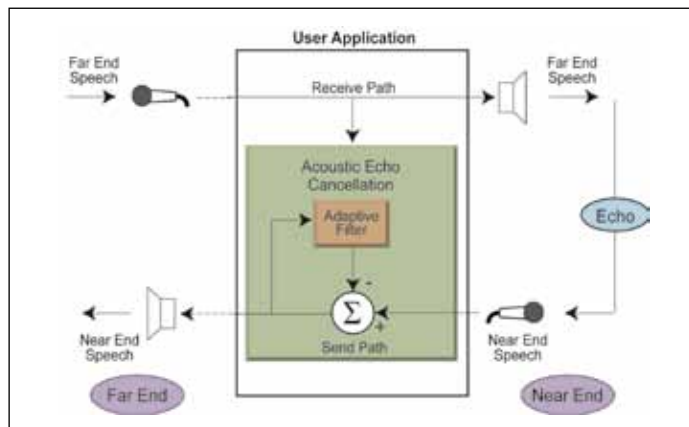 User Application
Far End
Speech
Receive Path
Far End
Speech
Acoustic Echo
Cancellation
Adaptive
Filter
Echo
-
Σ
+
Near End
Speech
Send Path
Near End
Speech
Far End
Near End